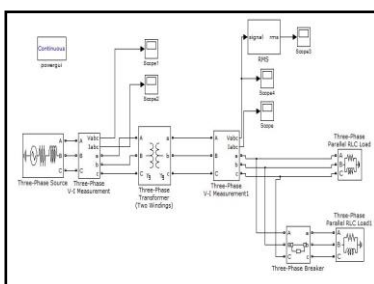 Continuous
powergui
Scope1
Scope2
signal rms
RMS
Scope3
Scope4
Scope
Three-Phase Source
A
B
C
Three-Phase
V-I Measurement
A
B
C
Vabc
Iabc
a
b
c
Three-Phase
Transformer
(Two Windings)
A
B
C
a
b
c
Three-Phase
V-I Measurement1
A
B
C
Vabc
Iabc
a
b
c
Three-Phase
Parallel RLC Load
A
B
C
Three-Phase Breaker
A
B
C
a
b
c
Three-Phase
Parallel RLC Load1
A
B
C